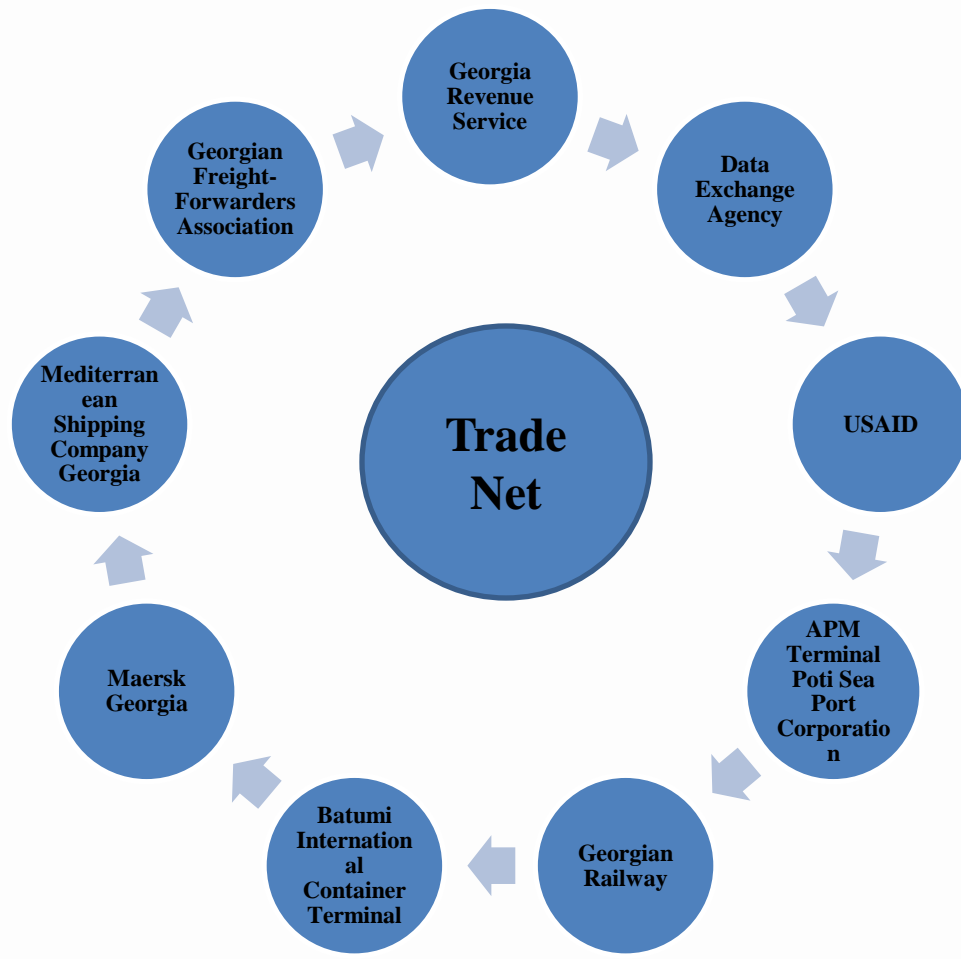 Georgia
Revenue
Service
Data
Exchange
Agency
USAID
APM
Terminal
Poti Sea
Port
Corporatio
n
Georgian
Railway
Batumi
Internation
al
Container
Terminal
Maersk
Georgia
Mediterran
ean
Shipping
Company
Georgia
Georgian
Freight-
Forwarders
Association
Trade
Net